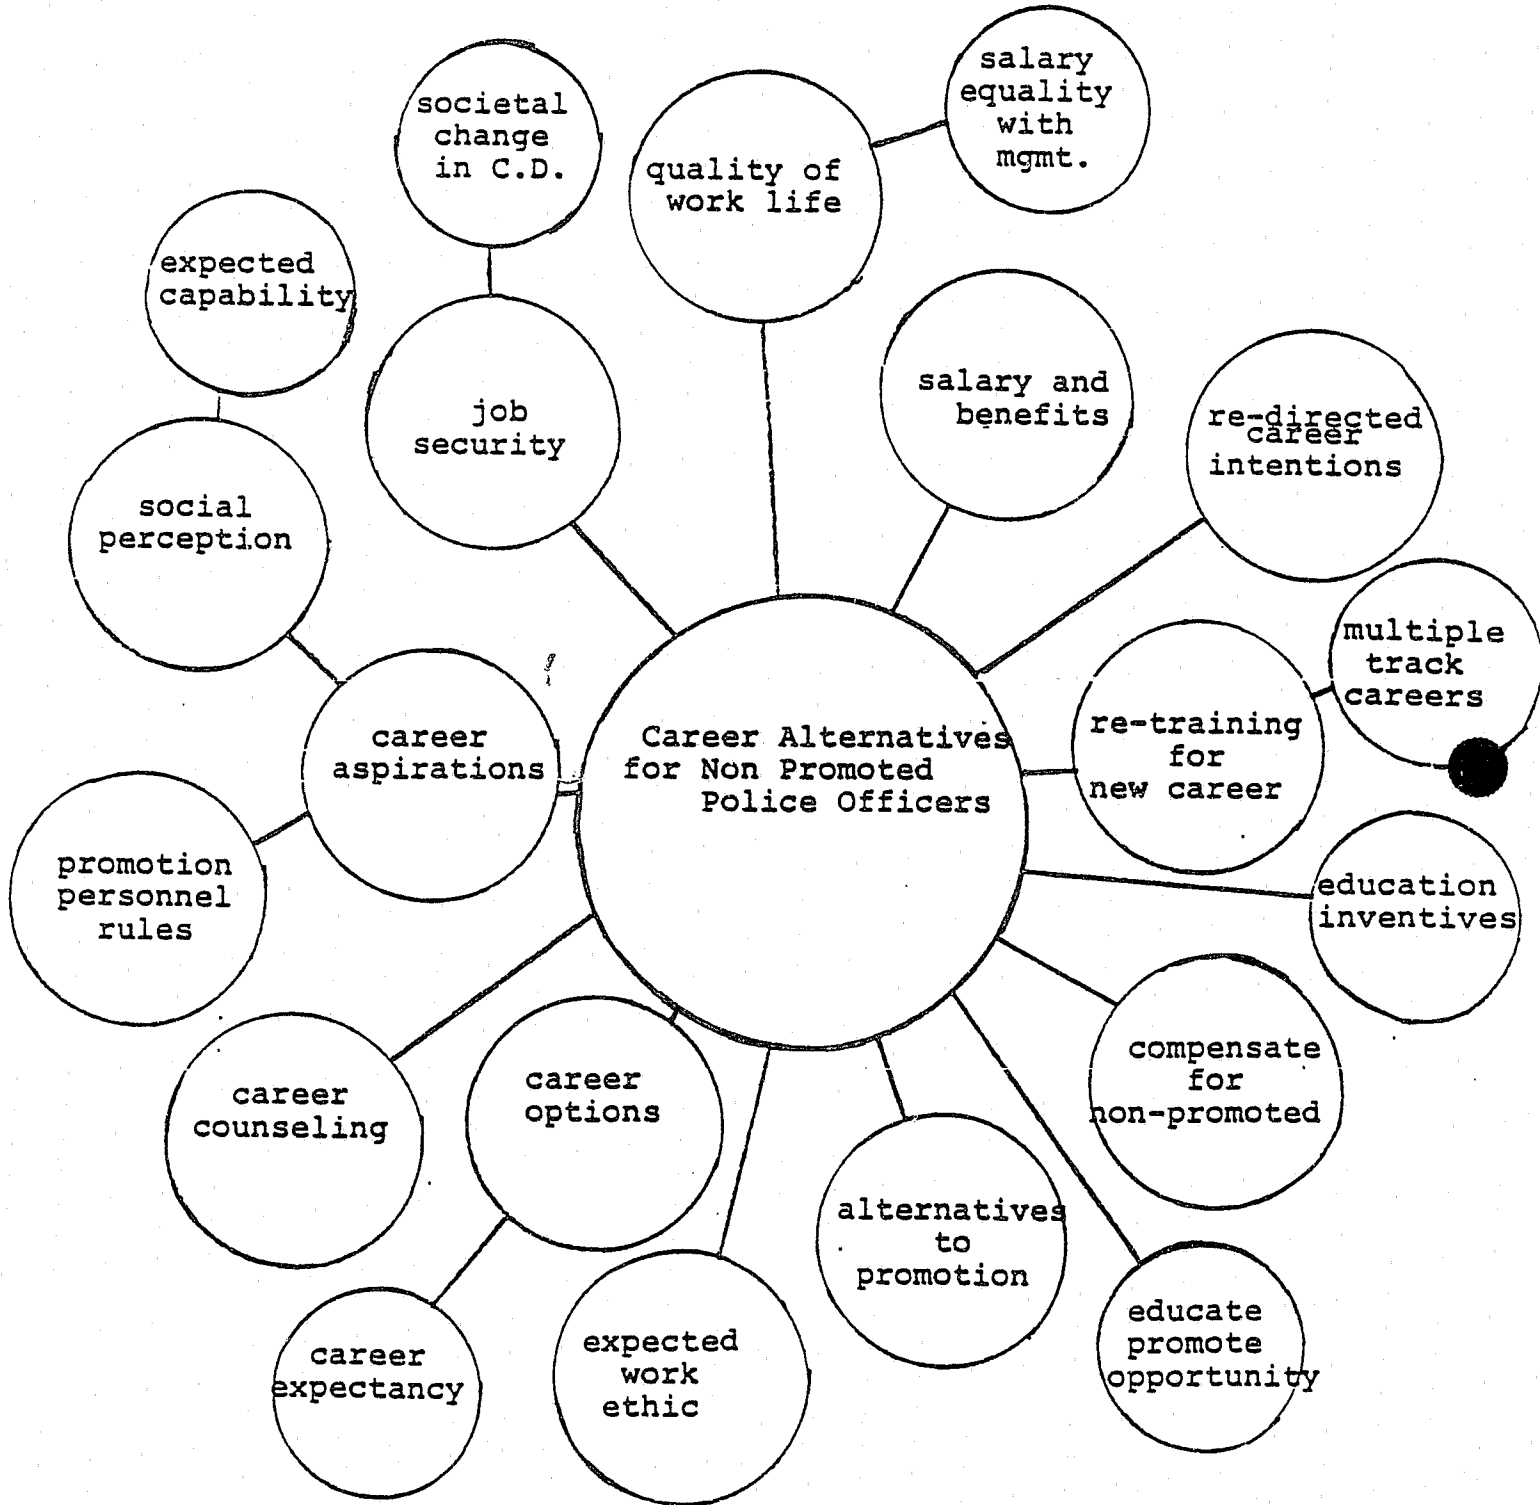 salary
equality
with
mgmt.
societal
change
in C.D.
quality of
work life
expected
capability
job
security
salary and
benefits
re-directed
career
intentions
social
perception
multiple
track
careers
career
aspirations
Career Alternatives
for Non Promoted
Police Officers
re-training
for
new career
promotion
personnel
rules
education
inventives
career
counseling
career
options
compensate
for
non-promoted
alternatives
to
promotion
career
expectancy
expected
work
ethic
educate
promote
opportunity